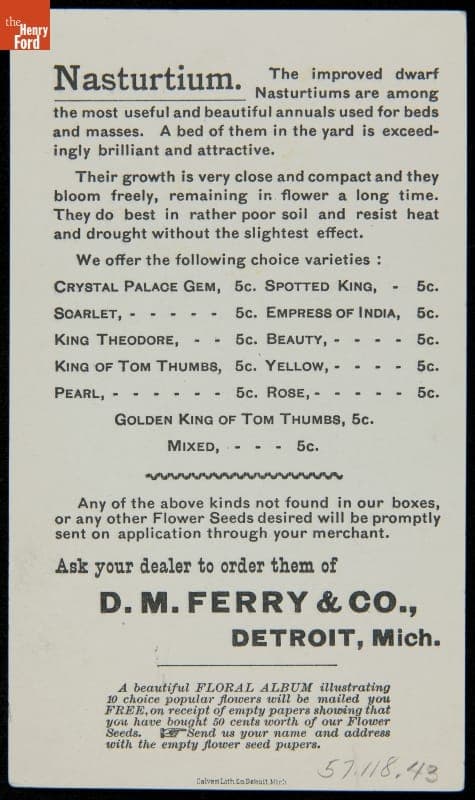 the
Henry
Ford
Nasturtium. The improved dwarf
Nasturtiums are among
the most useful and beautiful annuals used for beds
and masses. A bed of them in the yard is exceed-
ingly brilliant and attractive.
Their growth is very close and compact and they
bloom freely, remaining in flower a long time.
They do best in rather poor soil and resist heat
and drought without the slightest effect.
We offer the following choice varieties :
CRYSTAL PALACE GEM, 5c. SPOTTED KING, - 5c.
SCARLET, - - - - - 5c. EMPRESS OF INDIA, 5c.
KING THEODORE, - - 5c. BEAUTY, - - - - 5c.
KING OF TOM THUMBS, 5c. YELLOW, - - - - 5c.
PEARL, - - - - - - 5c. ROSE, - - - - - 5c.
GOLDEN KING OF TOM THUMBS, 5c.
MIXED, - - - 5c.
Any of the above kinds not found in our boxes,
or any other Flower Seeds desired will be promptly
sent on application through your merchant.
Ask your dealer to order them of
D. M. FERRY & CO.,
DETROIT, Mich.
A beautiful FLORAL ALBUM illustrating
10 choice popular flowers will be mailed you
FREE, on receipt of empty papers showing that
you have bought 50 cents worth of our Flower
Seeds. ☞ Send us your name and address
with the empty flower seed papers.
57.118.43
Calvert Lith. Co. Detroit, Mich.